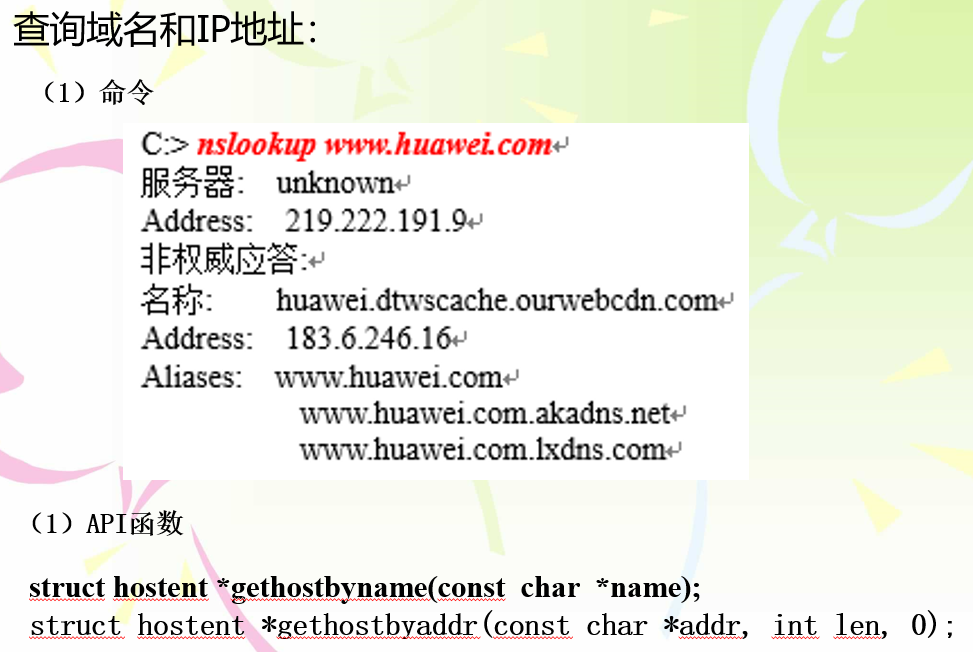 查询域名和IP地址：
（1）命令
C:> nslookup www.huawei.com↵
服务器: unknown↵
Address: 219.222.191.9↵
非权威应答:↵
名称: huawei.dtwscache.ourwebcdn.com↵
Address: 183.6.246.16↵
Aliases: www.huawei.com↵
www.huawei.com.akadns.net↵
www.huawei.com.lxdns.com↵
（1）API函数
struct hostent *gethostbyname(const char *name);
struct hostent *gethostbyaddr(const char *addr, int len, 0);